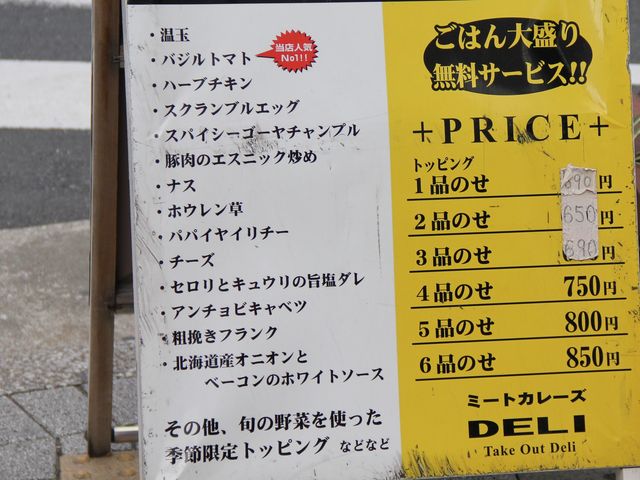 ・温玉
・バジルトマト
当店人気
No1!!
・ハーブチキン
・スクランブルエッグ
・スパイシーゴーヤチャンプル
・豚肉のエスニック炒め
・ナス
・ホウレン草
・パパイヤイリチー
・チーズ
・セロリとキュウリの旨塩ダレ
・アンチョビキャベツ
・粗挽きフランク
・北海道産オニオンと
ベーコンのホワイトソース
その他、旬の野菜を使った
季節限定トッピング などなど
ごはん大盛り
無料サービス!!
+PRICE+
トッピング
1品のせ 円
2品のせ 650円
3品のせ 690円
4品のせ 750円
5品のせ 800円
6品のせ 850円
ミートカレーズ
DELI
Take Out Deli